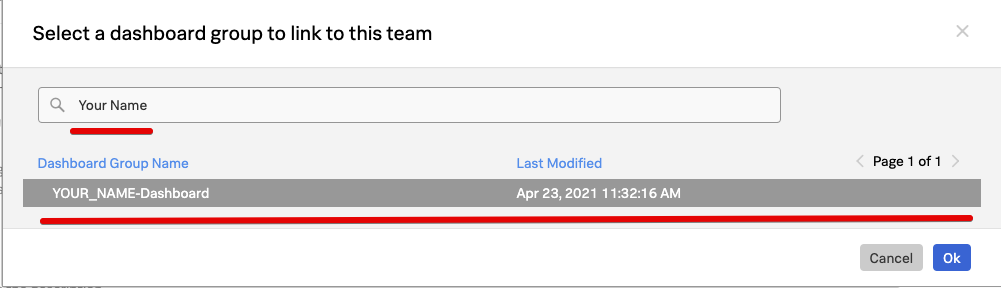 Select a dashboard group to link to this team
Your Name
Dashboard Group Name Last Modified Page 1 of 1
YOUR_NAME-Dashboard Apr 23, 2021 11:32:16 AM
Cancel Ok